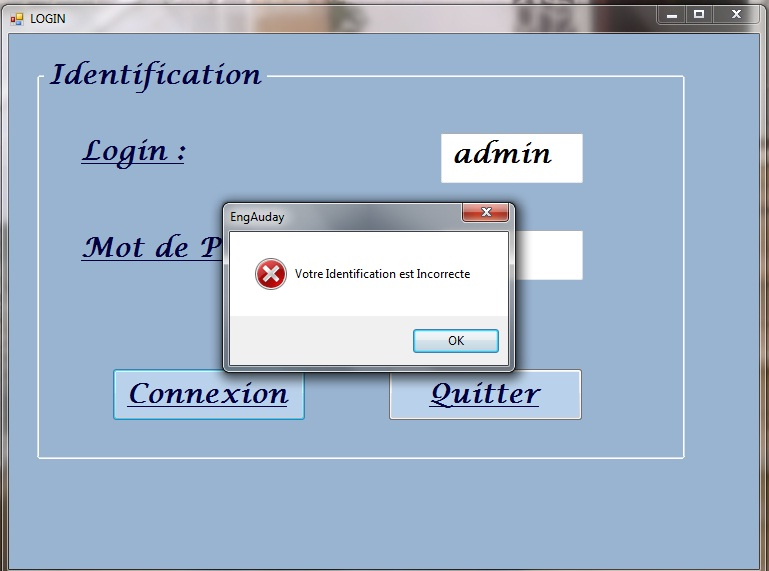 LOGIN
Identification
Login :
admin
Mot de P
EngAuday
Votre Identification est Incorrecte
OK
Connexion
Quitter